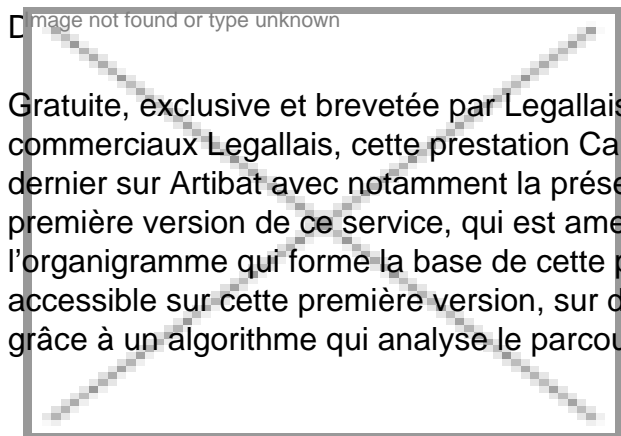 D
Image not found or type unknown
Gratuite, exclusive et brevetée par Legallais
commerciaux Legallais, cette prestation Ca
dernier sur Artibat avec notamment la prése
première version de ce service, qui est ame
l'organigramme qui forme la base de cette p
accessible sur cette première version, sur d
grâce à un algorithme qui analyse le parcou